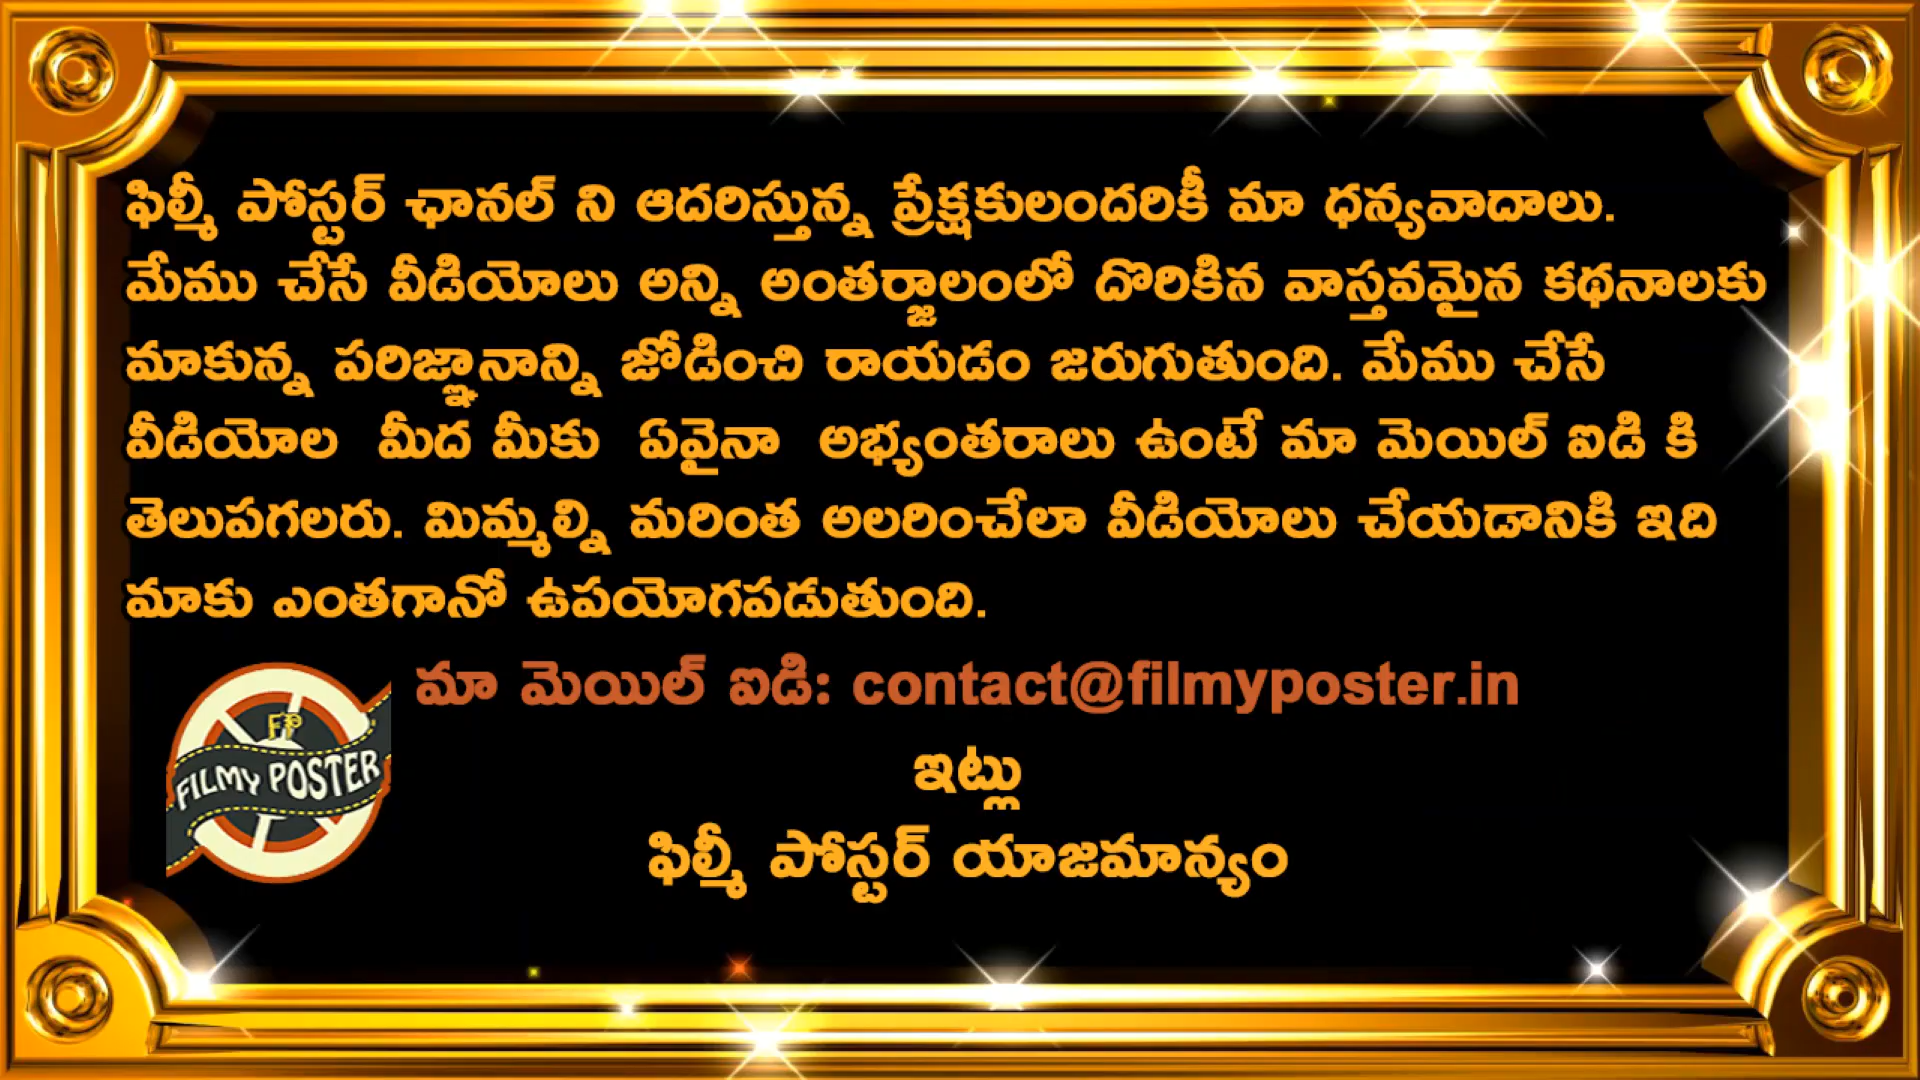 ఫిల్మీ పోస్టర్ ఛానల్ ని ఆదరిస్తున్న ప్రేక్షకులందరికీ మా ధన్యవాదాలు.
మేము చేసే వీడియోలు అన్ని అంతర్జాలంలో దొరికిన వాస్తవమైన కథనాలకు
మాకున్న పరిజ్ఞానాన్ని జోడించి రాయడం జరుగుతుంది. మేము చేసే
వీడియోల మీద మీకు ఏవైనా అభ్యంతరాలు ఉంటే మా మెయిల్ ఐడి కి
తెలుపగలరు. మిమ్మల్ని మరింత అలరించేలా వీడియోలు చేయడానికి ఇది
మాకు ఎంతగానో ఉపయోగపడుతుంది.
మా మెయిల్ ఐడి: contact@filmyposter.in
FP
FILMY POSTER
ఇట్లు
ఫిల్మీ పోస్టర్ యాజమాన్యం